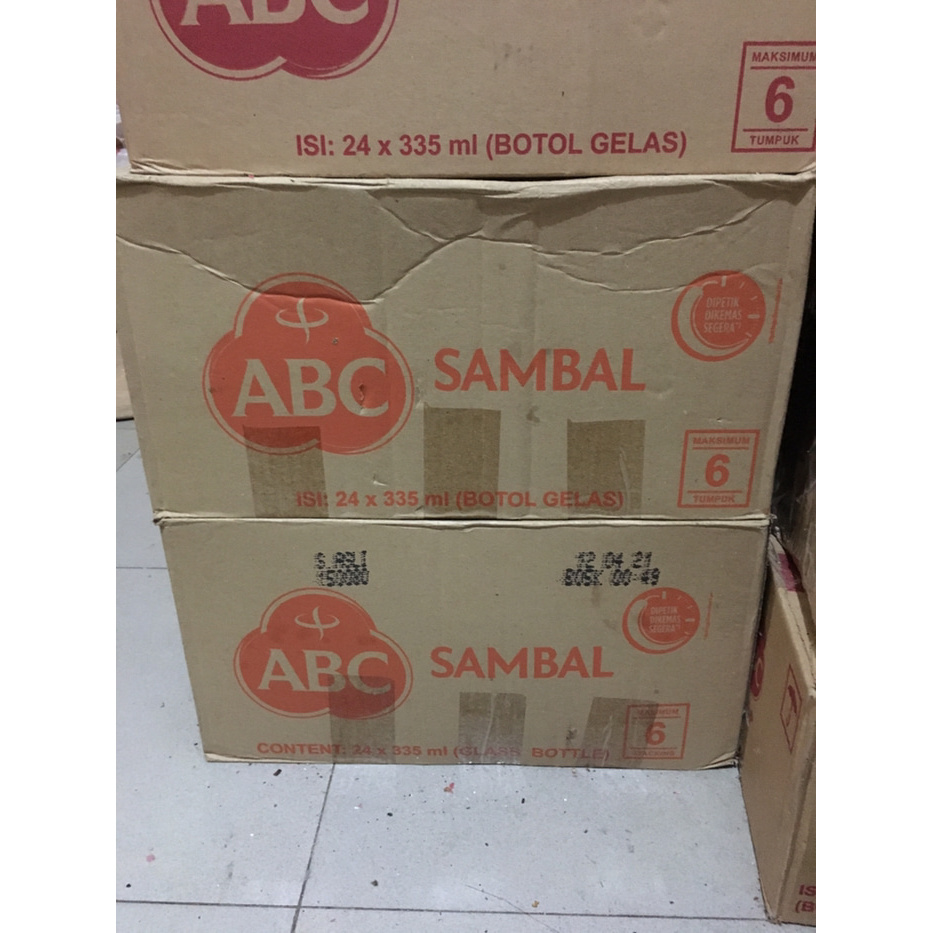 ABC
MAKSIMUM
6
TUMPUK
ISI: 24 x 335 ml (BOTOL GELAS)
DIPETIK
DIKEMAS
SEGERA
ABC SAMBAL
MAKSIMUM
6
TUMPUK
ISI: 24 x 335 ml (BOTOL GELAS)
12 04 21
DIPETIK
DIKEMAS
SEGERA
ABC SAMBAL
6
CONTENT: 24 x 335 ml (GLASS BOTTLE)